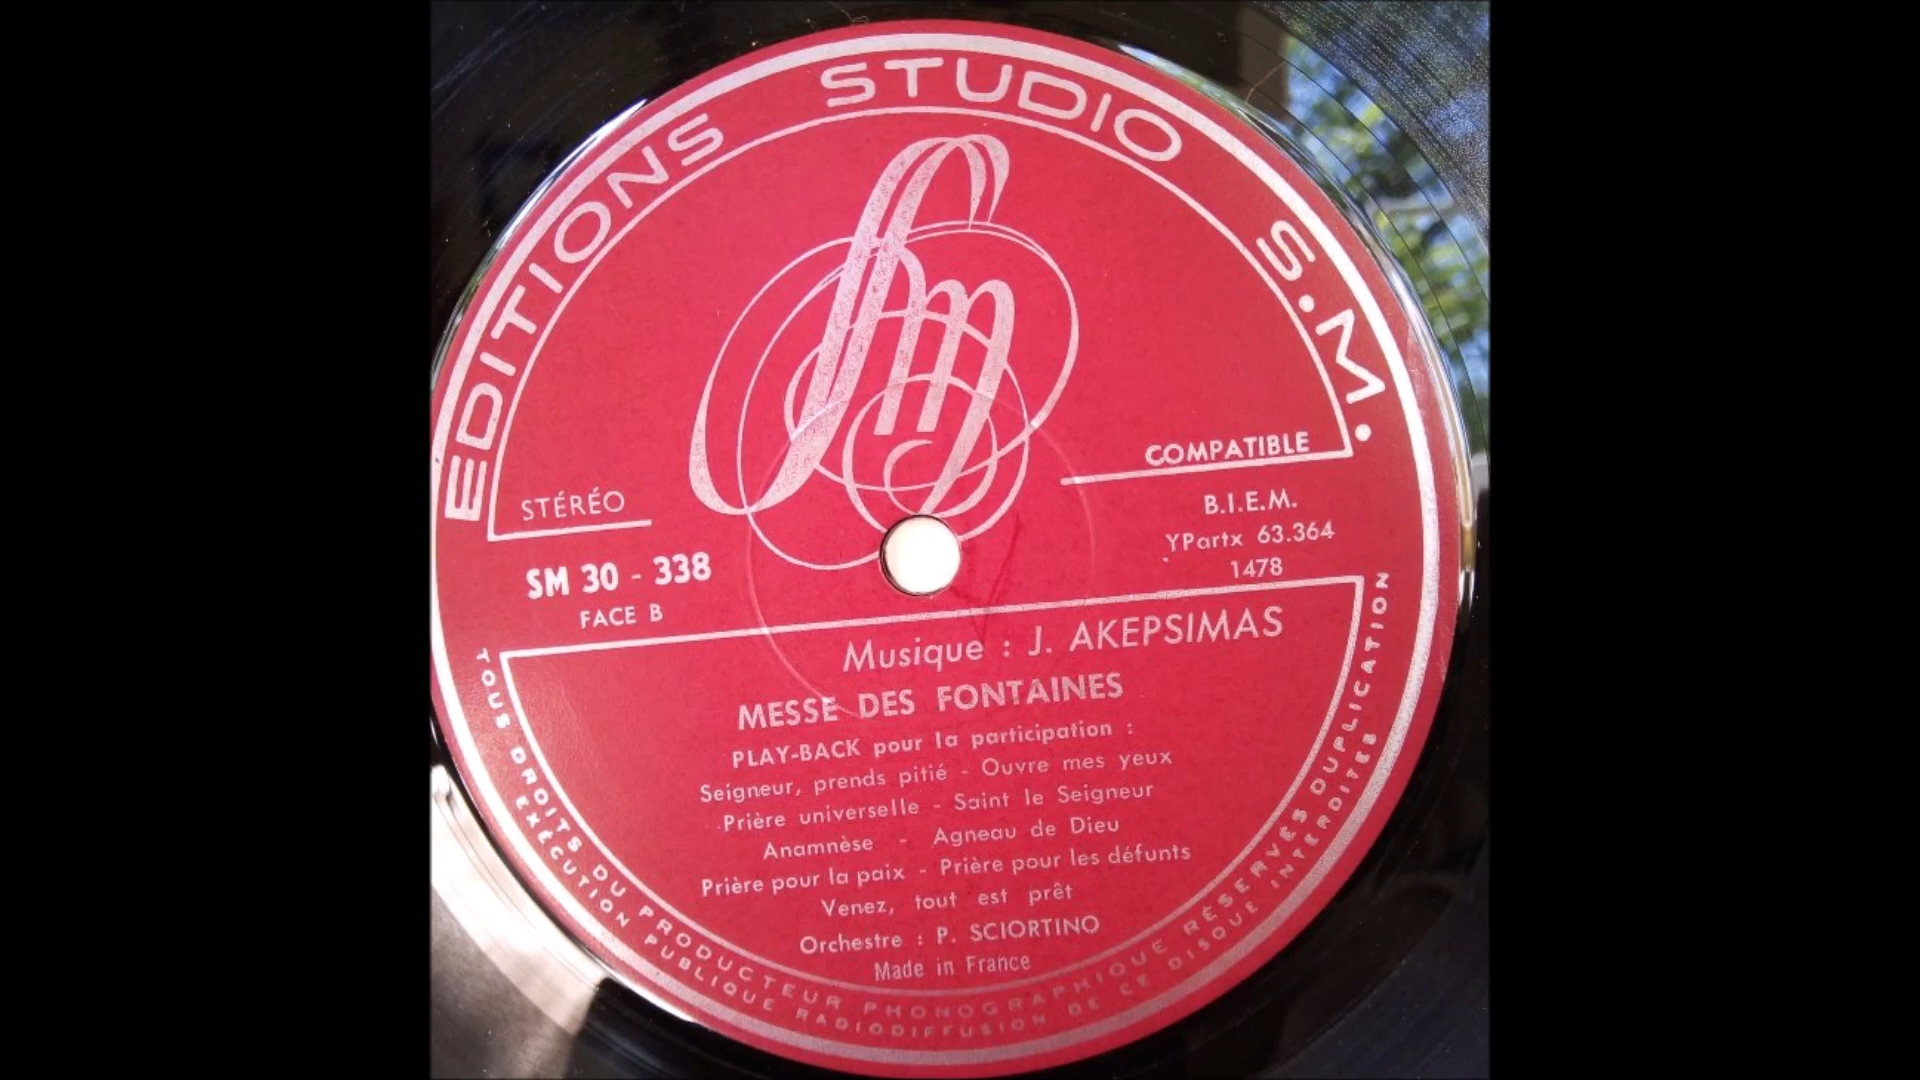 EDITIONS STUDIO S.M.
Sm
STÉRÉO
COMPATIBLE
SM 30 - 338
FACE B
B.I.E.M.
YPartx 63.364
1478
Musique : J. AKEPSIMAS
MESSE DES FONTAINES
PLAY-BACK pour la participation :
Seigneur, prends pitié - Ouvre mes yeux
Prière universelle - Saint le Seigneur
Anamnèse - Agneau de Dieu
Prière pour la paix - Prière pour les défunts
Venez, tout est prêt
Orchestre : P. SCIORTINO
Made in France
TOUS DROITS DU PRODUCTEUR PHONOGRAPHIQUE RÉSERVÉS DUPLICATION
EXÉCUTION PUBLIQUE RADIODIFFUSION DE CE DISQUE INTERDITES